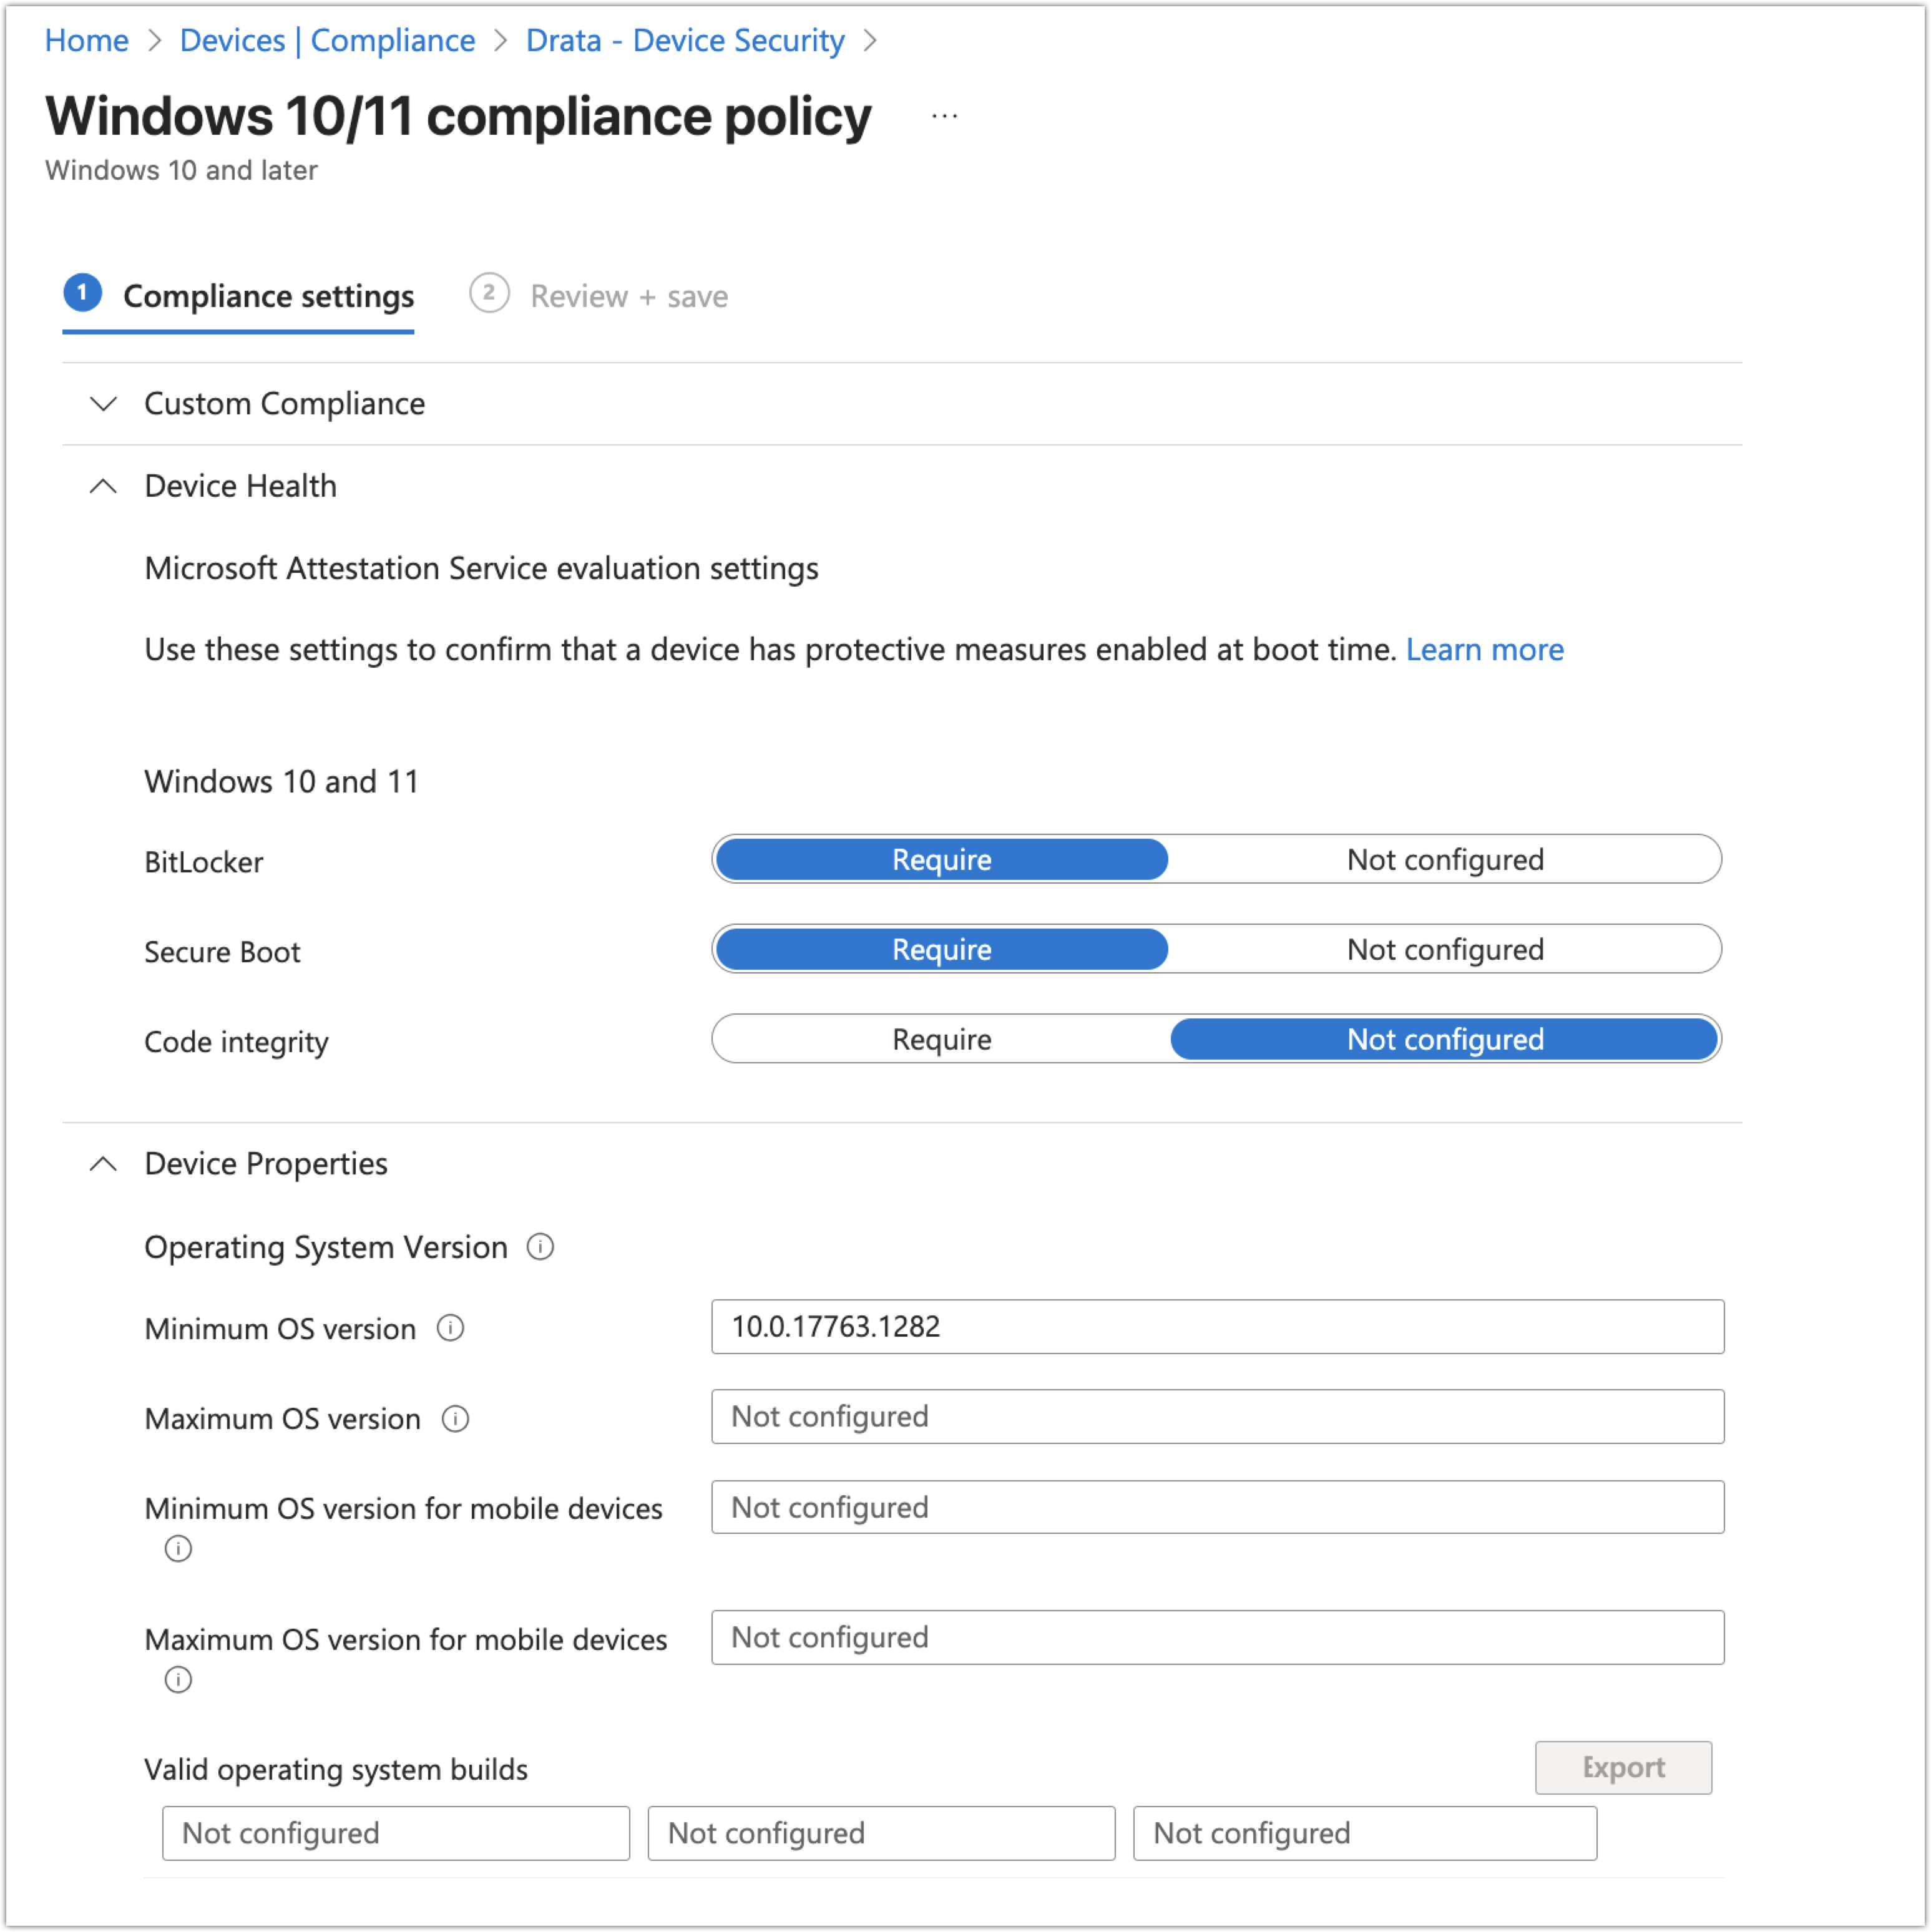 Home > Devices | Compliance > Drata - Device Security >
Windows 10/11 compliance policy ...
Windows 10 and later
1 Compliance settings 2 Review + save
Custom Compliance
Device Health
Microsoft Attestation Service evaluation settings
Use these settings to confirm that a device has protective measures enabled at boot time. Learn more
Windows 10 and 11
BitLocker Require Not configured
Secure Boot Require Not configured
Code integrity Require Not configured
Device Properties
Operating System Version
Minimum OS version 10.0.17763.1282
Maximum OS version Not configured
Minimum OS version for mobile devices Not configured
Maximum OS version for mobile devices Not configured
Valid operating system builds Export
Not configured Not configured Not configured